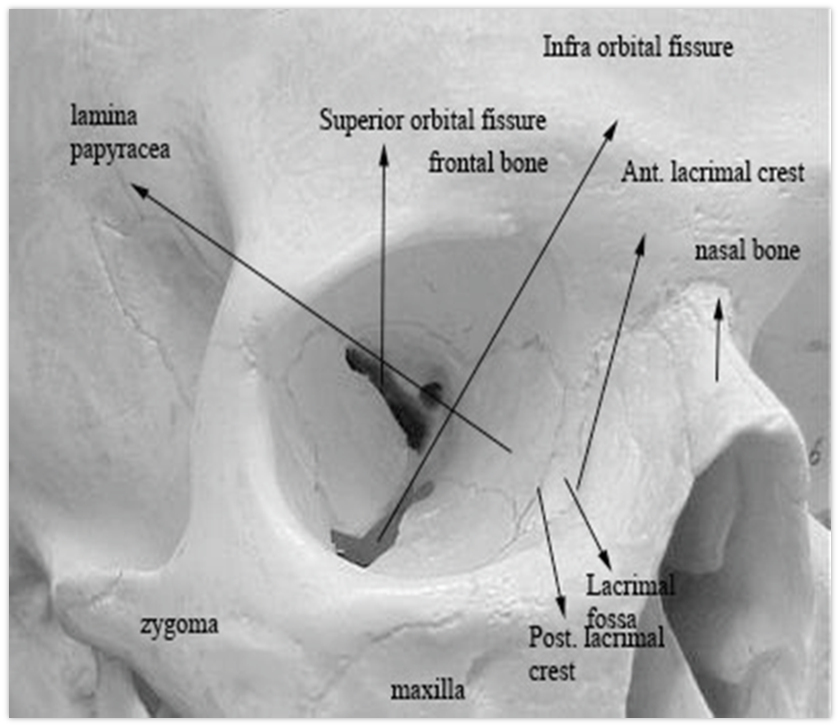 Infra orbital fissure
lamina
papyracea
Superior orbital fissure
frontal bone
Ant. lacrimal crest
nasal bone
6
Lacrimal
fossa
Post. lacrimal
crest
zygoma
maxilla